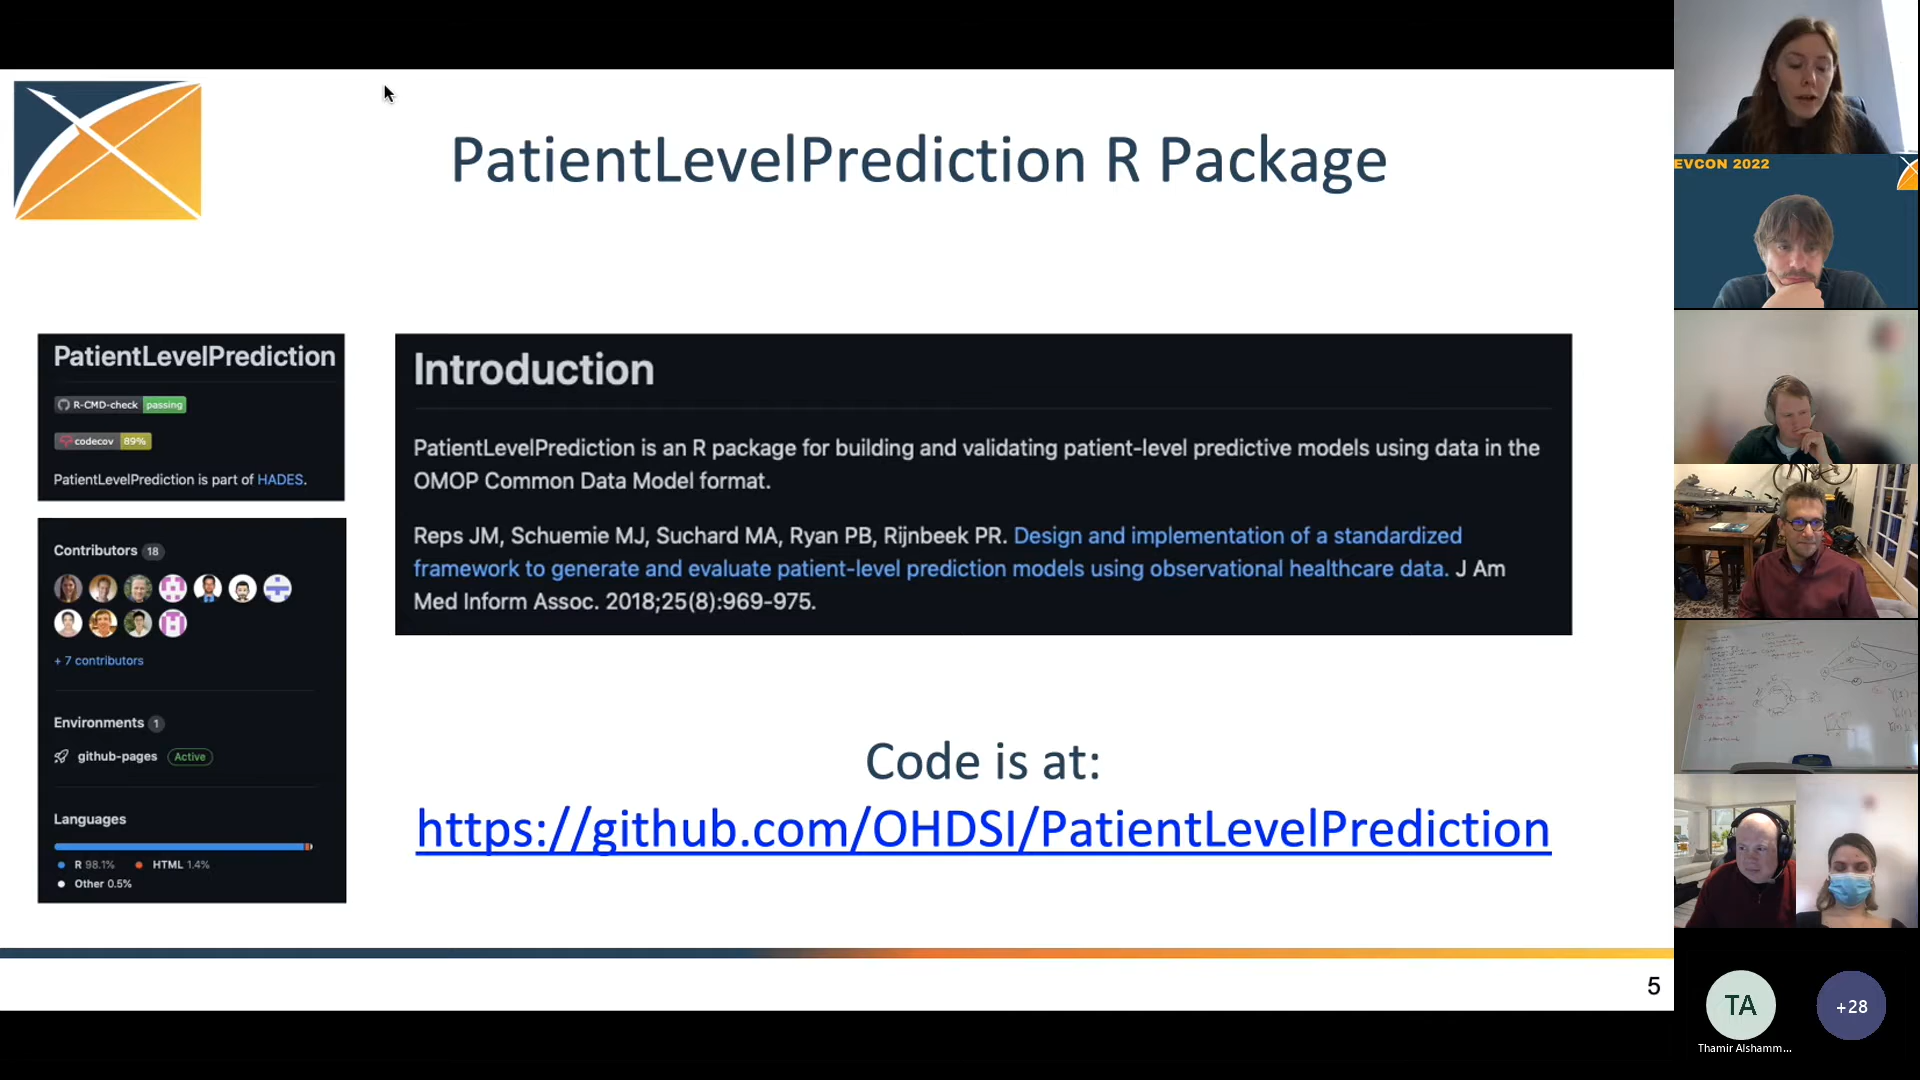 PatientLevelPrediction R Package
PatientLevelPrediction
R-CMD-check passing
codecov 89%
PatientLevelPrediction is part of HADES.
Contributors 18
+ 7 contributors
Environments 1
github-pages Active
Languages
R 98.1% HTML 1.4%
Other 0.5%
Introduction
PatientLevelPrediction is an R package for building and validating patient-level predictive models using data in the
OMOP Common Data Model format.
Reps JM, Schuemie MJ, Suchard MA, Ryan PB, Rijnbeek PR. Design and implementation of a standardized
framework to generate and evaluate patient-level prediction models using observational healthcare data. J Am
Med Inform Assoc. 2018;25(8):969-975.
Code is at:
https://github.com/OHDSI/PatientLevelPrediction
5
EVCON 2022
TA
+28
Thamir Alshamm...